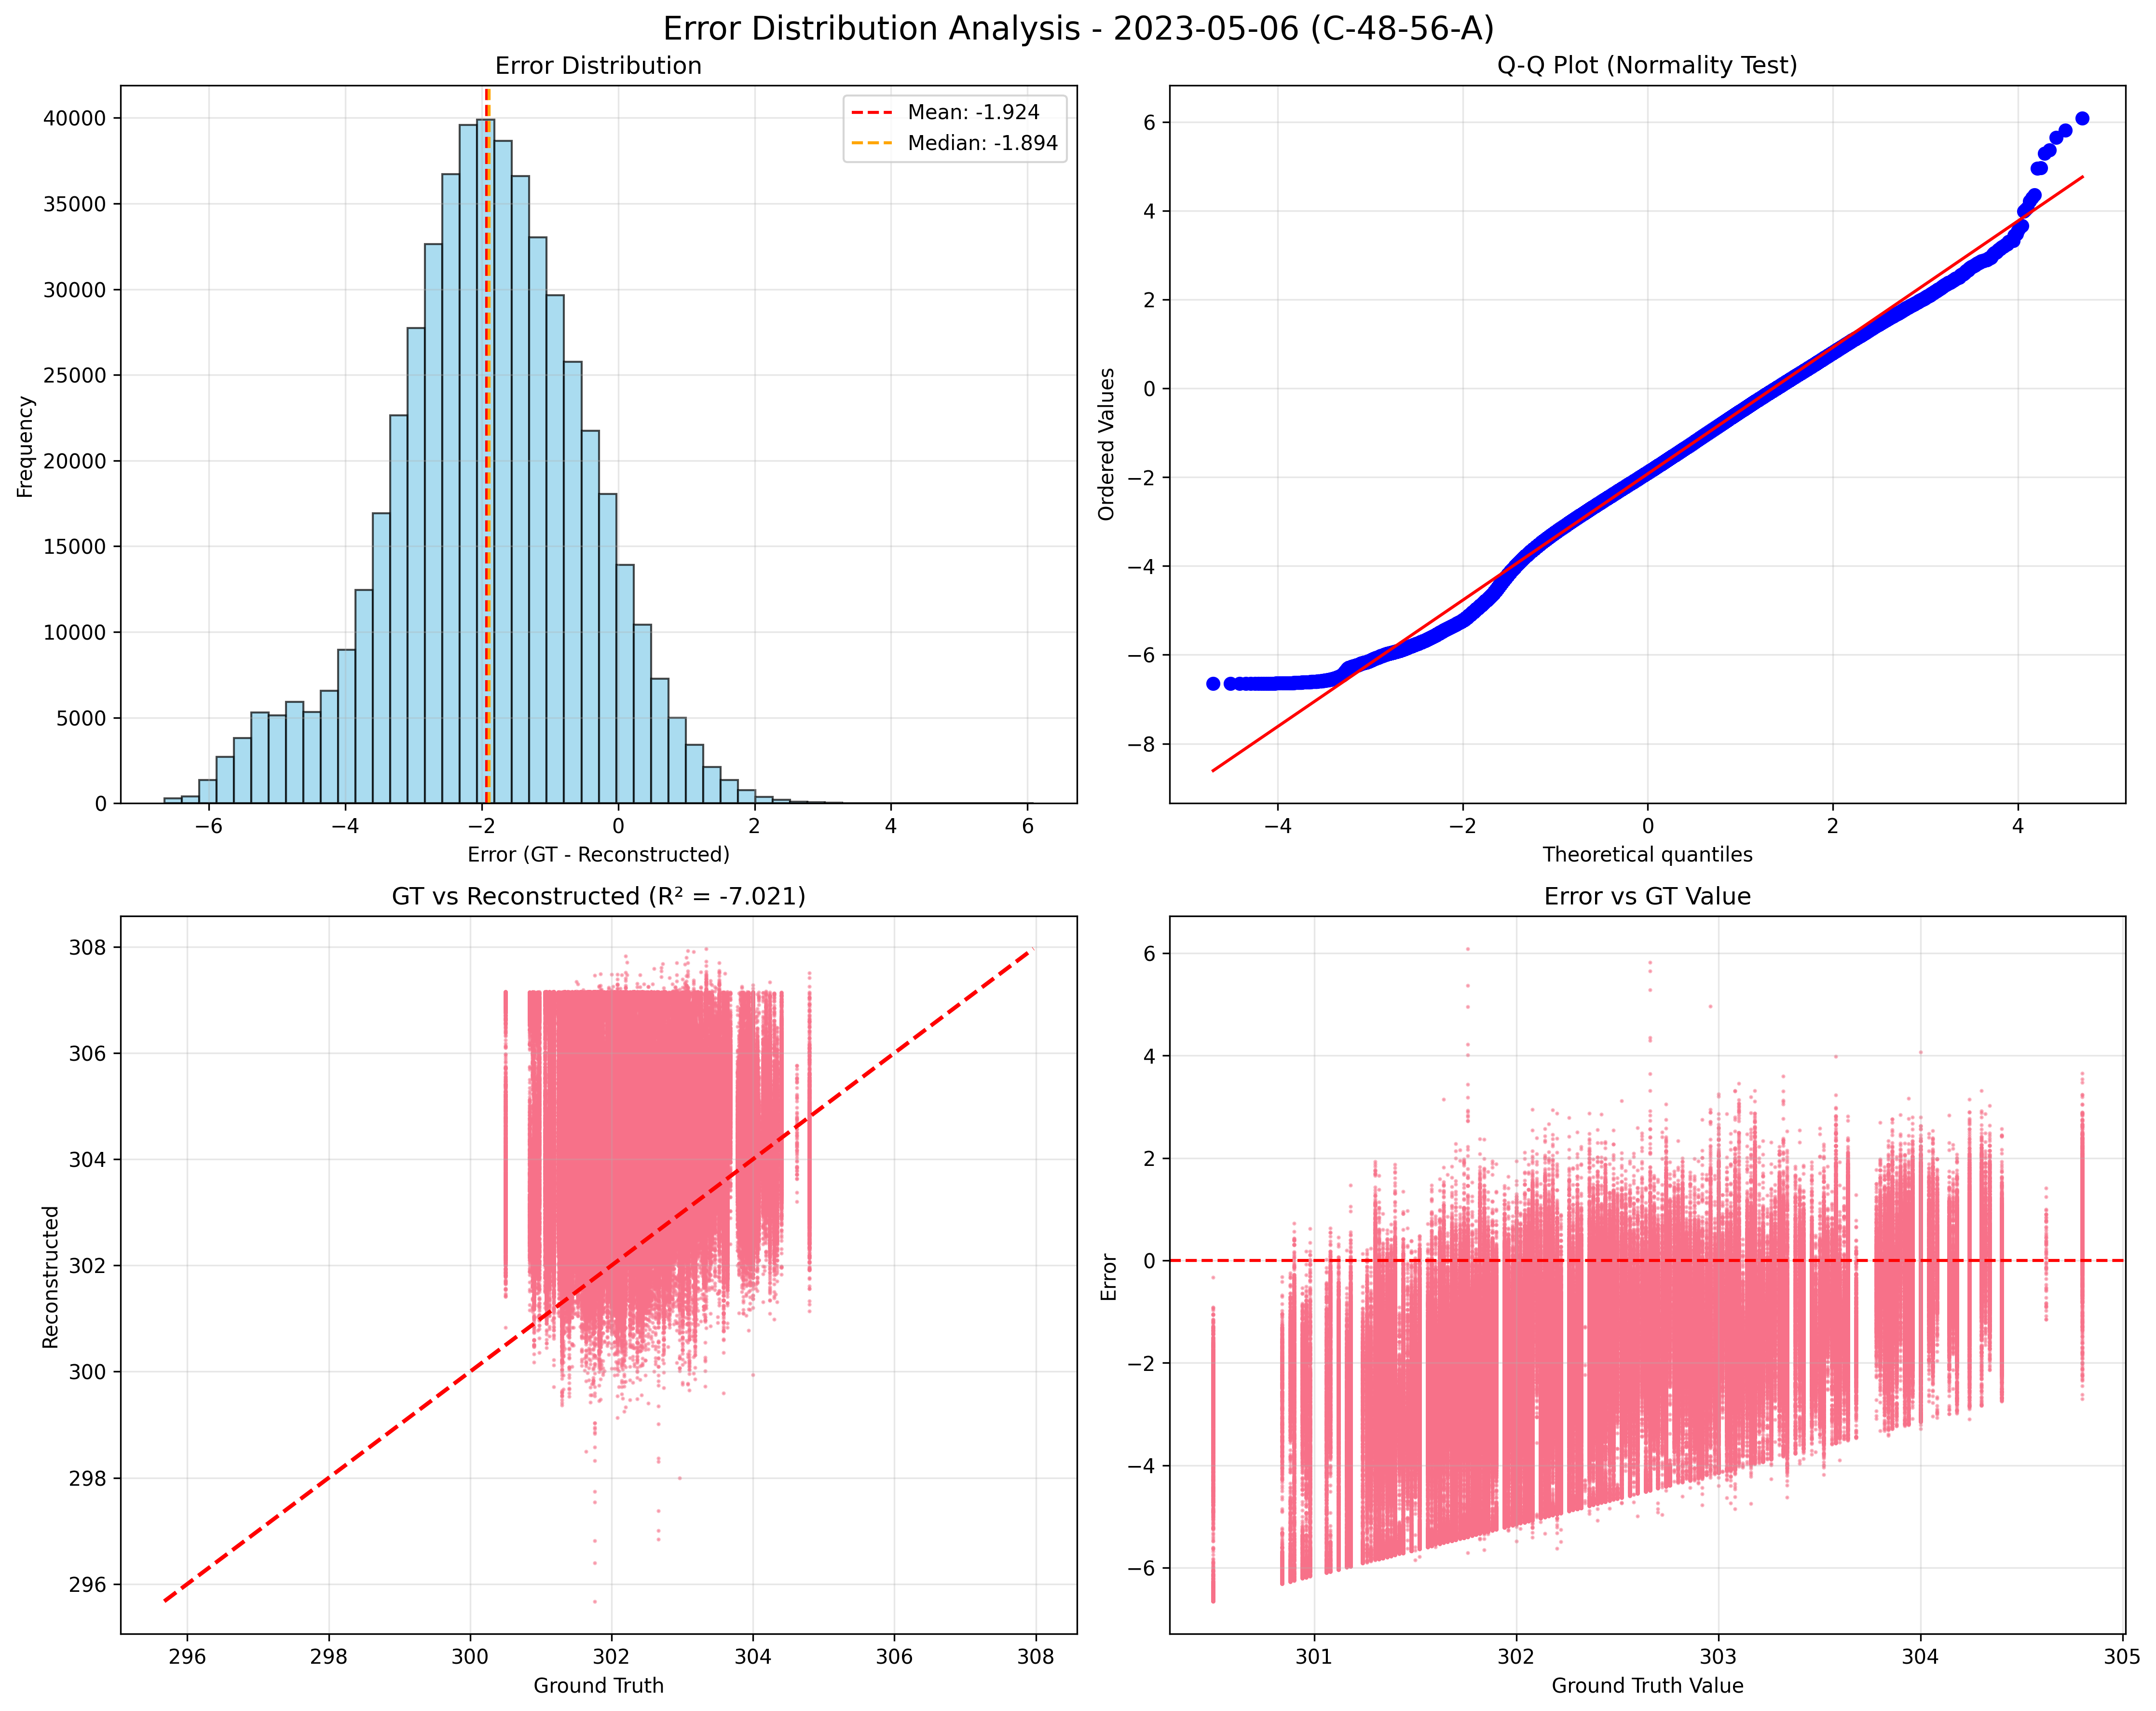 Error Distribution Analysis - 2023-05-06 (C-48-56-A)
Error Distribution
Mean: -1.924
Median: -1.894
Frequency
40000
35000
30000
25000
20000
15000
10000
5000
0
−6 −4 −2 0 2 4 6
Error (GT - Reconstructed)
Q-Q Plot (Normality Test)
Ordered Values
6
4
2
0
−2
−4
−6
−8
−4 −2 0 2 4
Theoretical quantiles
GT vs Reconstructed (R² = -7.021)
Reconstructed
308
306
304
302
300
298
296
296 298 300 302 304 306 308
Ground Truth
Error vs GT Value
Error
6
4
2
0
−2
−4
−6
301 302 303 304 305
Ground Truth Value